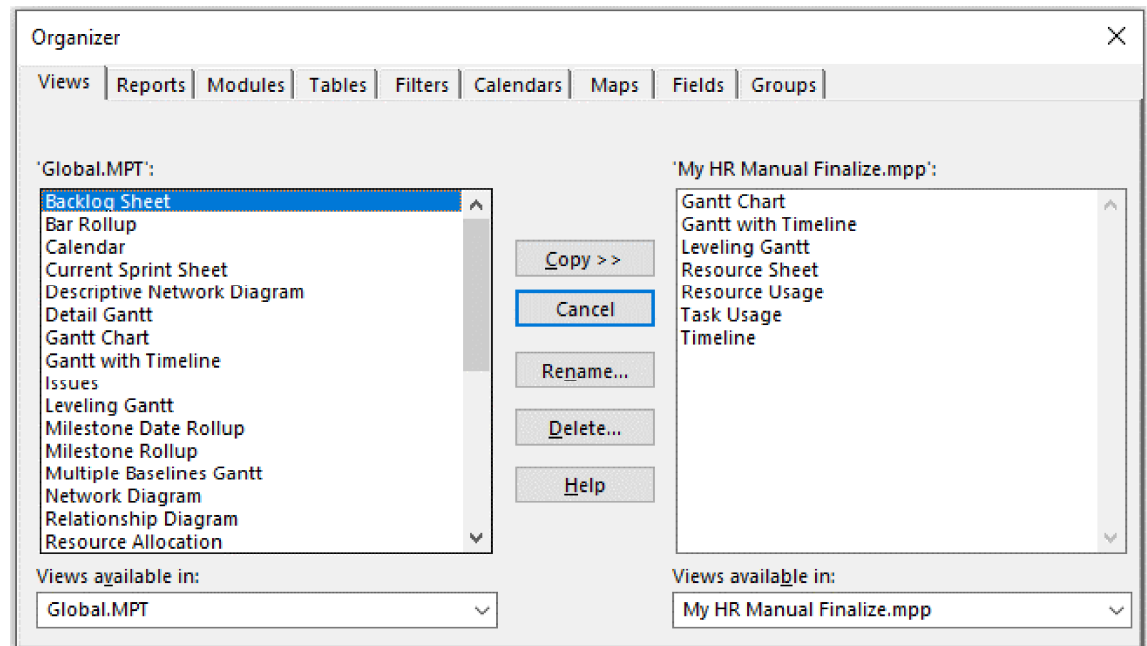 Organizer
Views Reports Modules Tables Filters Calendars Maps Fields Groups
'Global.MPT':
Backlog Sheet
Bar Rollup
Calendar
Current Sprint Sheet
Descriptive Network Diagram
Detail Gantt
Gantt Chart
Gantt with Timeline
Issues
Leveling Gantt
Milestone Date Rollup
Milestone Rollup
Multiple Baselines Gantt
Network Diagram
Relationship Diagram
Resource Allocation
Views available in:
Global.MPT
Copy >>
Cancel
Rename...
Delete...
Help
'My HR Manual Finalize.mpp':
Gantt Chart
Gantt with Timeline
Leveling Gantt
Resource Sheet
Resource Usage
Task Usage
Timeline
Views available in:
My HR Manual Finalize.mpp